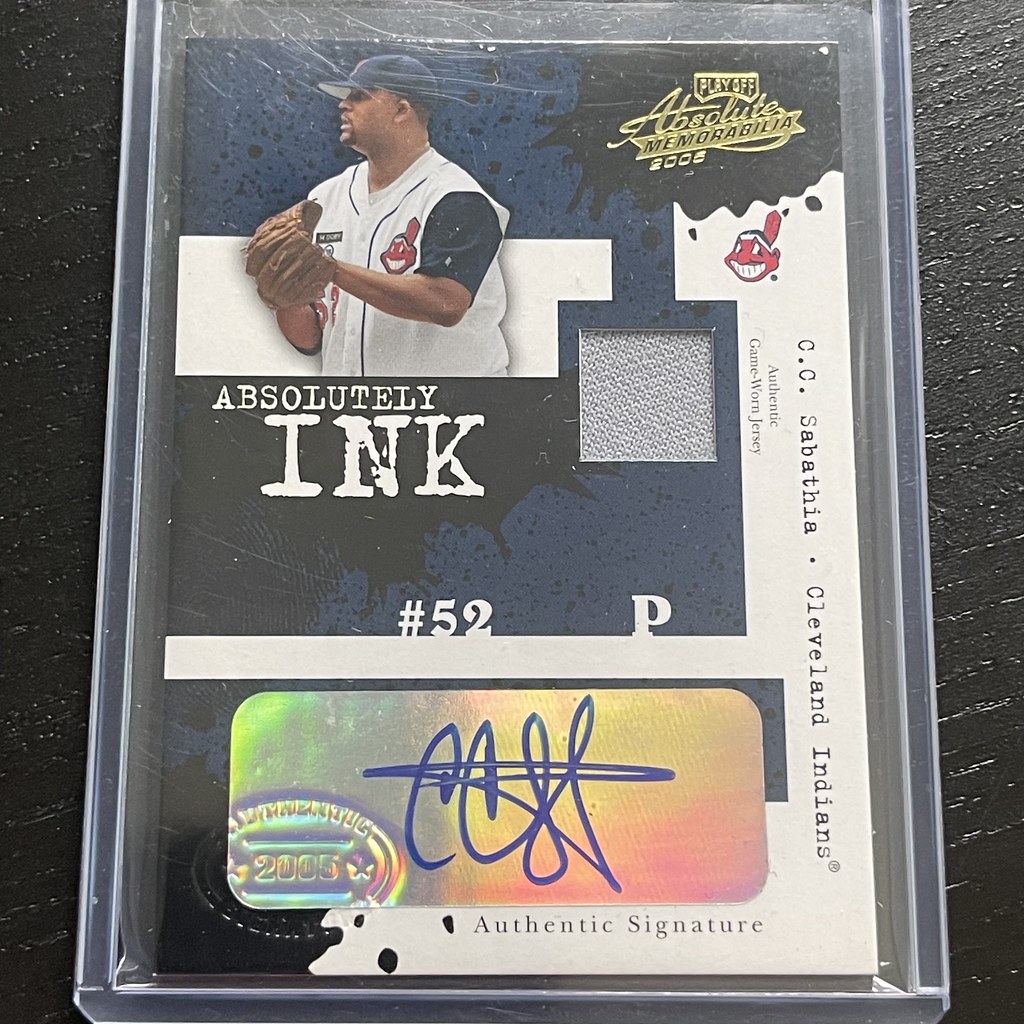 PLAYOFF
Absolute
MEMORABILIA
2005
ABSOLUTELY
INK
Authentic
Game-Worn Jersey
C.C. Sabathia · Cleveland Indians®
#52 P
AUTHENTIC
2005
Authentic Signature